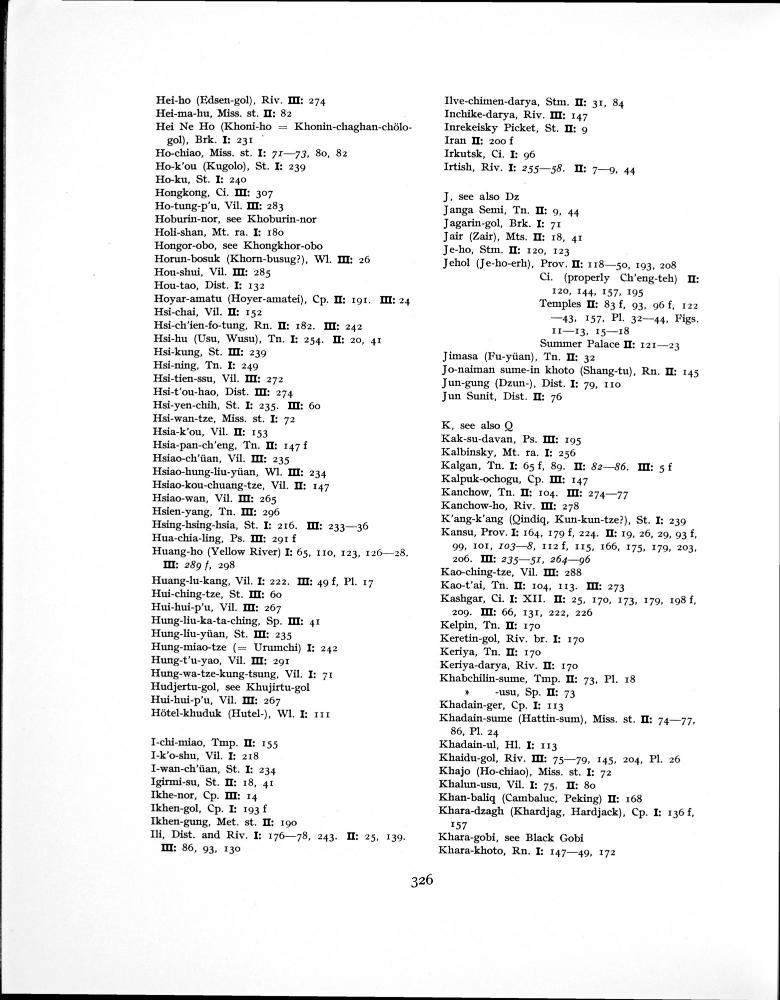 Hei-ho (Edsen-gol), Riv. III: 274
Hei-ma-hu, Miss. st. II: 82
Hei Ne Ho (Khoni-ho = Khonin-chaghan-chölo-
gol), Brk. I: 231
Ho-chiao, Miss. st. I: 71—73, 80, 82
Ho-k'ou (Kugolo), St. I: 239
Ho-ku, St. I: 240
Hongkong, Ci. III: 307
Ho-tung-p'u, Vil. III: 283
Hoburin-nor, see Khoburin-nor
Holi-shan, Mt. ra. I: 180
Hongor-obo, see Khongkhor-obo
Horun-bosuk (Khorn-busug?), Wl. III: 26
Hou-shui, Vil. III: 285
Hou-tao, Dist. I: 132
Hoyar-amatu (Hoyer-amatei), Cp. II: 191. III: 24
Hsi-chai, Vil. II: 152
Hsi-ch'ien-fo-tung, Rn. II: 182. III: 242
Hsi-hu (Usu, Wusu), Tn. I: 254. II: 20, 41
Hsi-kung, St. III: 239
Hsi-ning, Tn. I: 249
Hsi-tien-ssu, Vil. III: 272
Hsi-t'ou-hao, Dist. III: 274
Hsi-yen-chih, St. I: 235. III: 60
Hsi-wan-tze, Miss. st. I: 72
Hsia-k'ou, Vil. II: 153
Hsia-pan-ch'eng, Tn. II: 147 f
Hsiao-ch'üan, Vil. III: 235
Hsiao-hung-liu-yüan, Wl. III: 234
Hsiao-kou-chuang-tze, Vil. II: 147
Hsiao-wan, Vil. III: 265
Hsien-yang, Tn. III: 296
Hsing-hsing-hsia, St. I: 216. III: 233—36
Hua-chia-ling, Ps. III: 291 f
Huang-ho (Yellow River) I: 65, 110, 123, 126—28.
III: 289 f, 298
Huang-lu-kang, Vil. I: 222. III: 49 f, Pl. 17
Hui-ching-tze, St. III: 60
Hui-hui-p'u, Vil. III: 267
Hung-liu-ka-ta-ching, Sp. III: 41
Hung-liu-yüan, St. III: 235
Hung-miao-tze (= Urumchi) I: 242
Hung-t'u-yao, Vil. III: 291
Hung-wa-tze-kung-tsung, Vil. I: 71
Hudjertu-gol, see Khujirtu-gol
Hui-hui-p'u, Vil. III: 267
Hötel-khuduk (Hutel-), Wl. I: 111

I-chi-miao, Tmp. II: 155
I-k'o-shu, Vil. I: 218
I-wan-ch'üan, St. I: 234
Igirmi-su, St. II: 18, 41
Ikhe-nor, Cp. III: 14
Ikhen-gol, Cp. I: 193 f
Ikhen-gung, Met. st. II: 190
Ili, Dist. and Riv. I: 176—78, 243. II: 25, 139.
III: 86, 93, 130
Ilve-chimen-darya, Stm. II: 31, 84
Inchike-darya, Riv. III: 147
Inrekeisky Picket, St. II: 9
Iran II: 200 f
Irkutsk, Ci. I: 96
Irtish, Riv. I: 255—58. II: 7—9, 44

J, see also Dz
Janga Semi, Tn. II: 9, 44
Jagarin-gol, Brk. I: 71
Jair (Zair), Mts. II: 18, 41
Je-ho, Stm. II: 120, 123
Jehol (Je-ho-erh), Prov. II: 118—50, 193, 208
Ci. (properly Ch'eng-teh) II:
120, 144, 157, 195
Temples II: 83 f, 93, 96 f, 122
—43, 157, Pl. 32—44, Figs.
11—13, 15—18
Summer Palace II: 121—23
Jimasa (Fu-yüan), Tn. II: 32
Jo-naiman sume-in khoto (Shang-tu), Rn. II: 145
Jun-gung (Dzun-), Dist. I: 79, 110
Jun Sunit, Dist. II: 76

K, see also Q
Kak-su-davan, Ps. III: 195
Kalbinsky, Mt. ra. I: 256
Kalgan, Tn. I: 65 f, 89. II: 82—86. III: 5 f
Kalpuk-ochogu, Cp. III: 147
Kanchow, Tn. II: 104. III: 274—77
Kanchow-ho, Riv. III: 278
K'ang-k'ang (Qindiq, Kun-kun-tze?), St. I: 239
Kansu, Prov. I: 164, 179 f, 224. II: 19, 26, 29, 93 f,
99, 101, 103—8, 112 f, 115, 166, 175, 179, 203,
206. III: 235—51, 264—96
Kao-ching-tze, Vil. III: 288
Kao-t'ai, Tn. II: 104, 113. III: 273
Kashgar, Ci. I: XII. II: 25, 170, 173, 179, 198 f,
209. III: 66, 131, 222, 226
Kelpin, Tn. II: 170
Keretin-gol, Riv. br. I: 170
Keriya, Tn. II: 170
Keriya-darya, Riv. II: 170
Khabchilin-sume, Tmp. II: 73, Pl. 18
» -usu, Sp. II: 73
Khadain-ger, Cp. I: 113
Khadain-sume (Hattin-sum), Miss. st. II: 74—77,
86, Pl. 24
Khadain-ul, Hl. I: 113
Khaidu-gol, Riv. III: 75—79, 145, 204, Pl. 26
Khajo (Ho-chiao), Miss. st. I: 72
Khalun-usu, Vil. I: 75. II: 80
Khan-baliq (Cambaluc, Peking) II: 168
Khara-dzagh (Khardjag, Hardjack), Cp. I: 136 f,
157
Khara-gobi, see Black Gobi
Khara-khoto, Rn. I: 147—49, 172
326